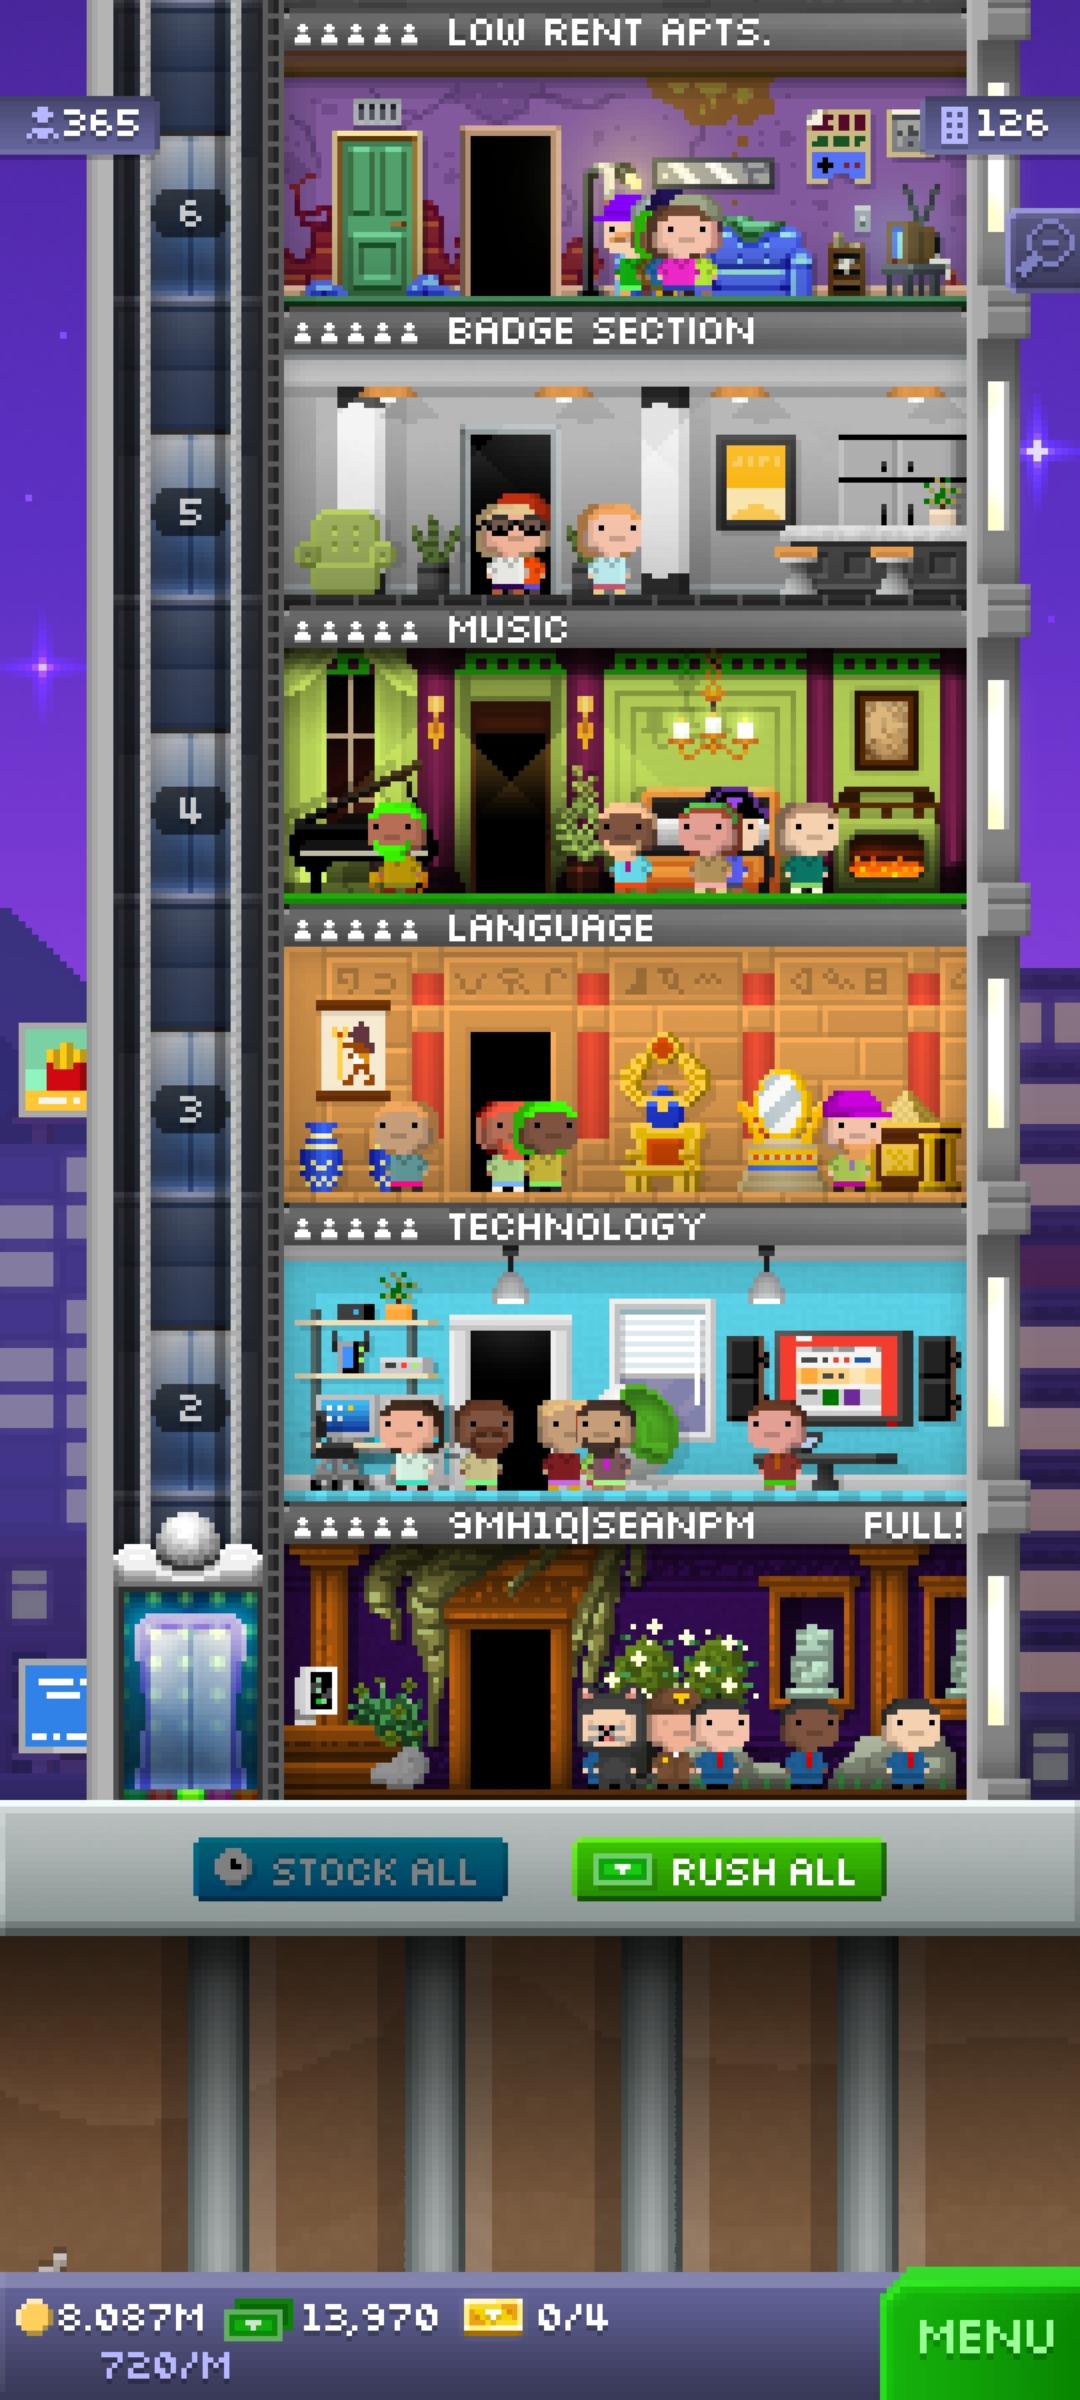 LOW RENT APTS.
365
126
6
BADGE SECTION
5
MUSIC
4
LANGUAGE
3
TECHNOLOGY
2
9MH1Q|SEANPM FULL!
STOCK ALL
RUSH ALL
8.087M 13,970 0/4
720/M
MENU